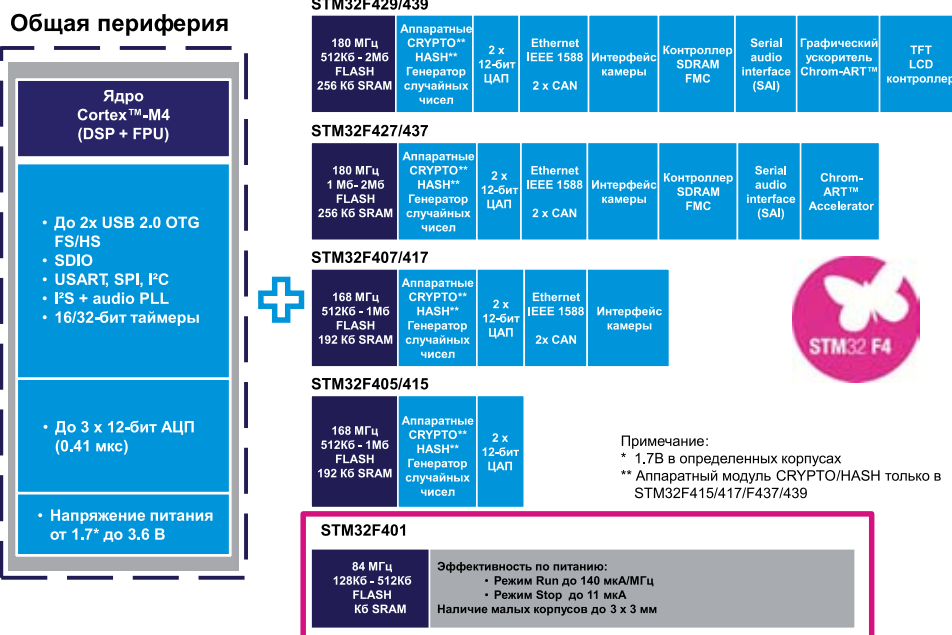 Общая периферия
Ядро
Cortex™-M4
(DSP + FPU)
• До 2x USB 2.0 OTG
FS/HS
• SDIO
• USART, SPI, I²C
• I²S + audio PLL
• 16/32-бит таймеры
• До 3 x 12-бит АЦП
(0.41 мкс)
• Напряжение питания
от 1.7* до 3.6 В
STM32F429/439
180 МГц
512Кб - 2Мб
FLASH
256 Кб SRAM
Аппаратные
CRYPTO**
HASH**
Генератор
случайных
чисел
2 x
12-бит
ЦАП
Ethernet
IEEE 1588
2 x CAN
Интерфейс
камеры
Контроллер
SDRAM
FMC
Serial
audio
interface
(SAI)
Графический
ускоритель
Chrom-ART™
TFT
LCD
контроллер
STM32F427/437
180 МГц
1 Мб- 2Мб
FLASH
256 Кб SRAM
Аппаратные
CRYPTO**
HASH**
Генератор
случайных
чисел
2 x
12-бит
ЦАП
Ethernet
IEEE 1588
2 x CAN
Интерфейс
камеры
Контроллер
SDRAM
FMC
Serial
audio
interface
(SAI)
Chrom-
ART™
Accelerator
STM32F407/417
168 МГц
512Кб - 1Мб
FLASH
192 Кб SRAM
Аппаратные
CRYPTO**
HASH**
Генератор
случайных
чисел
2 x
12-бит
ЦАП
Ethernet
IEEE 1588
2x CAN
Интерфейс
камеры
STM32 F4
STM32F405/415
168 МГц
512Кб - 1Мб
FLASH
192 Кб SRAM
Аппаратные
CRYPTO**
HASH**
Генератор
случайных
чисел
2 x
12-бит
ЦАП
Примечание:
* 1.7В в определенных корпусах
** Аппаратный модуль CRYPTO/HASH только в
STM32F415/417/F437/439
STM32F401
84 МГц
128Кб - 512Кб
FLASH
Кб SRAM
Эффективность по питанию:
• Режим Run до 140 мкА/МГц
• Режим Stop до 11 мкА
Наличие малых корпусов до 3 x 3 мм